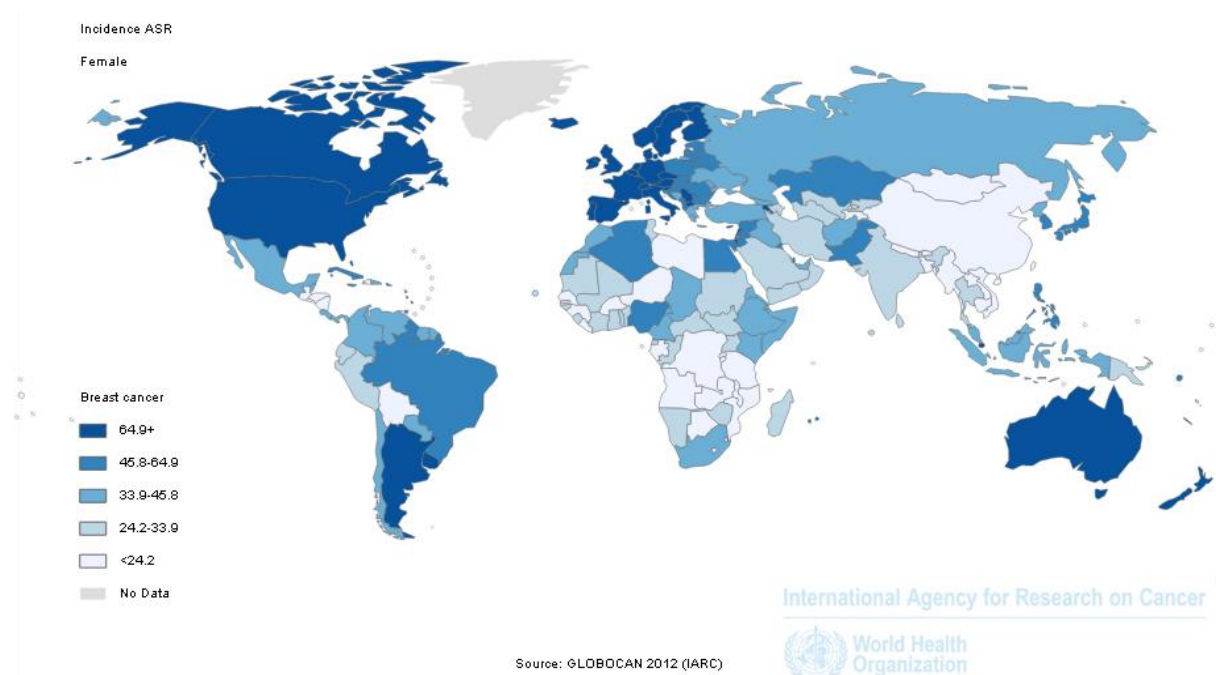 Incidence ASR
Female
Breast cancer
64.9+
45.8-64.9
33.9-45.8
24.2-33.9
<24.2
No Data
International Agency for Research on Cancer
World Health
Organization
Source: GLOBOCAN 2012 (IARC)